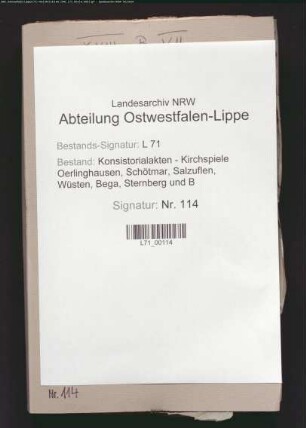 Landesarchiv NRW
Abteilung Ostwestfalen-Lippe
Bestands-Signatur: L 71
Bestand: Konsistorialakten - Kirchspiele
Oerlinghausen, Schötmar, Salzuflen,
Wüsten, Bega, Sternberg und B
Signatur: Nr. 114
L71_00114
Nr. 114